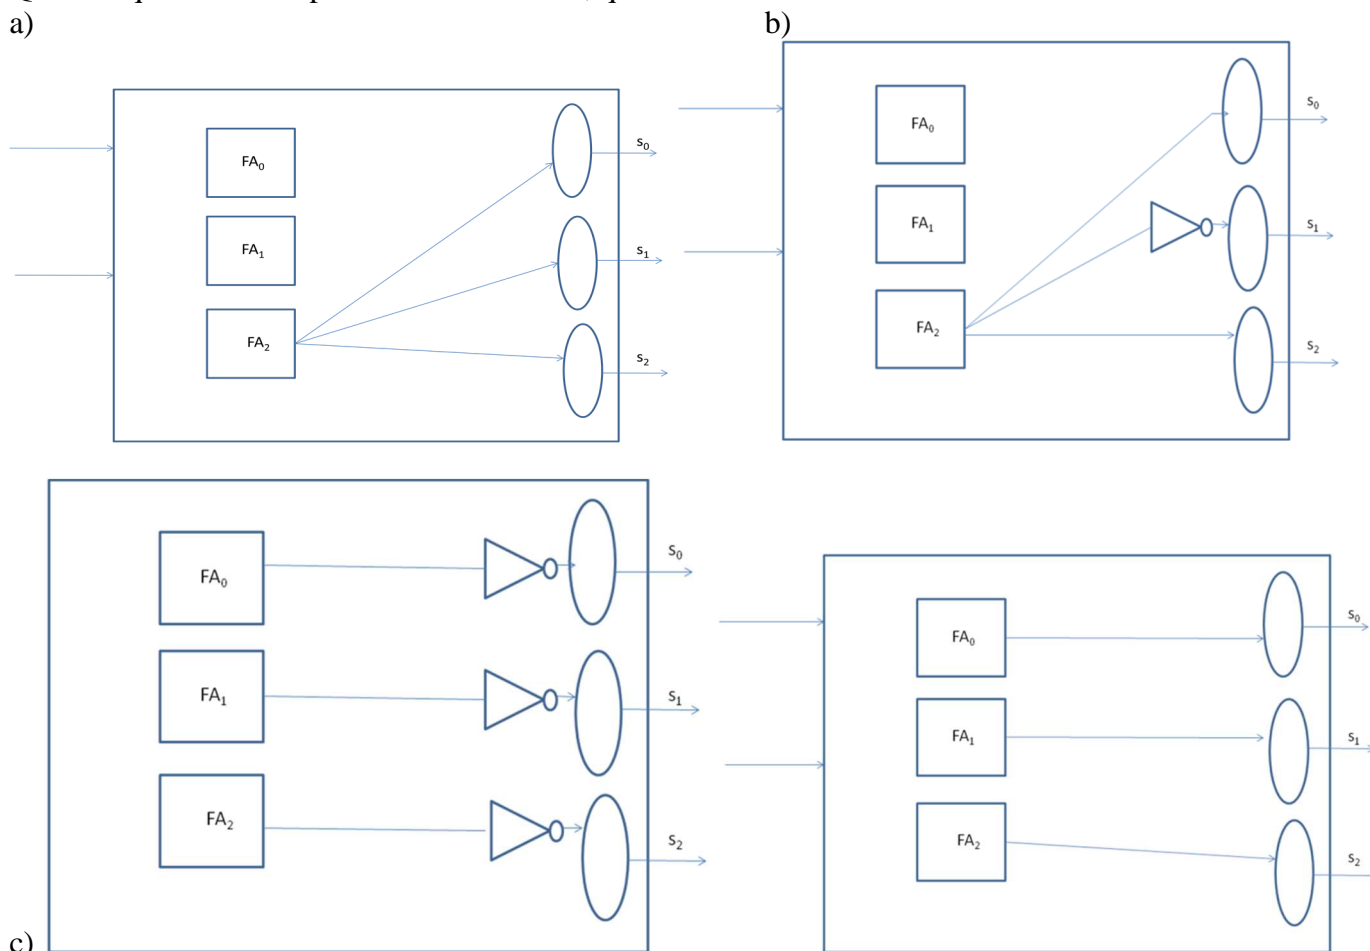 a)
b)
FA₀
FA₁
FA₂
s₀
s₁
s₂
FA₀
FA₁
FA₂
s₀
s₁
s₂
FA₀
FA₁
FA₂
s₀
s₁
s₂
c)
FA₀
FA₁
FA₂
s₀
s₁
s₂